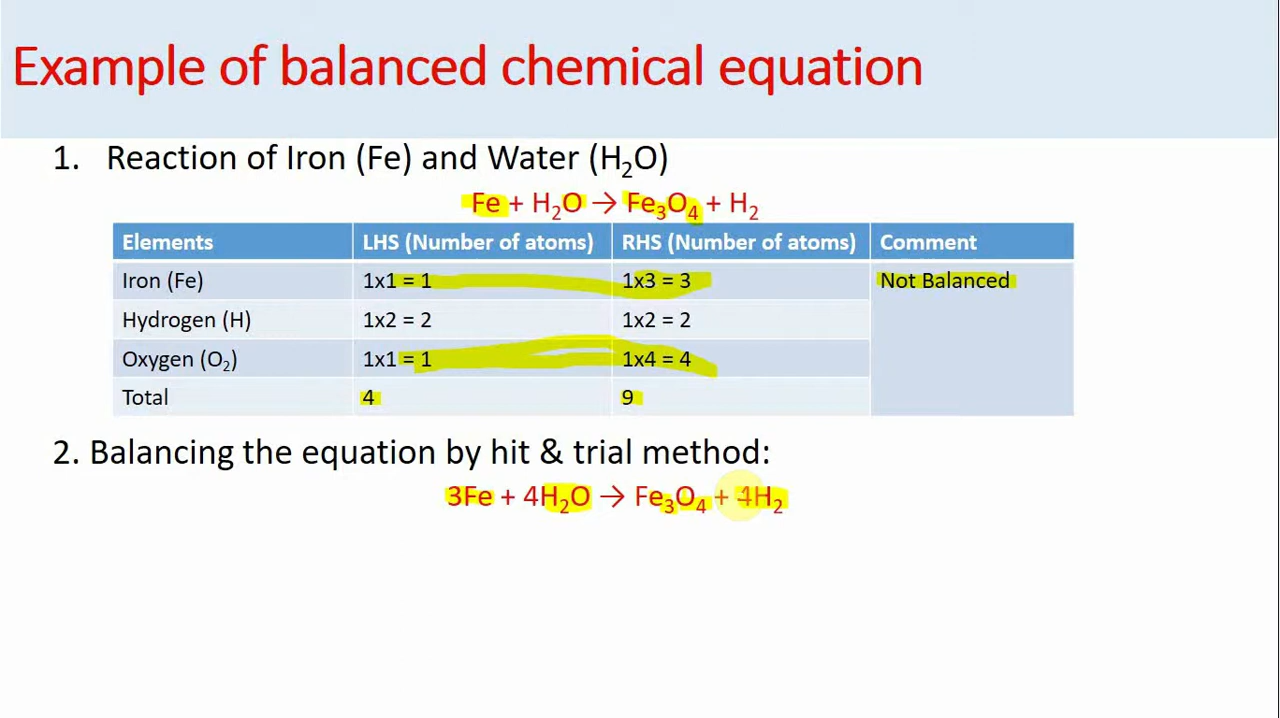 Example of balanced chemical equation
1. Reaction of Iron (Fe) and Water (H₂O)
Fe + H₂O → Fe₃O₄ + H₂
Elements LHS (Number of atoms) RHS (Number of atoms) Comment
Iron (Fe) 1x1 = 1 1x3 = 3 Not Balanced
Hydrogen (H) 1x2 = 2 1x2 = 2
Oxygen (O₂) 1x1 = 1 1x4 = 4
Total 4 9
2. Balancing the equation by hit & trial method:
3Fe + 4H₂O → Fe₃O₄ + 4H₂